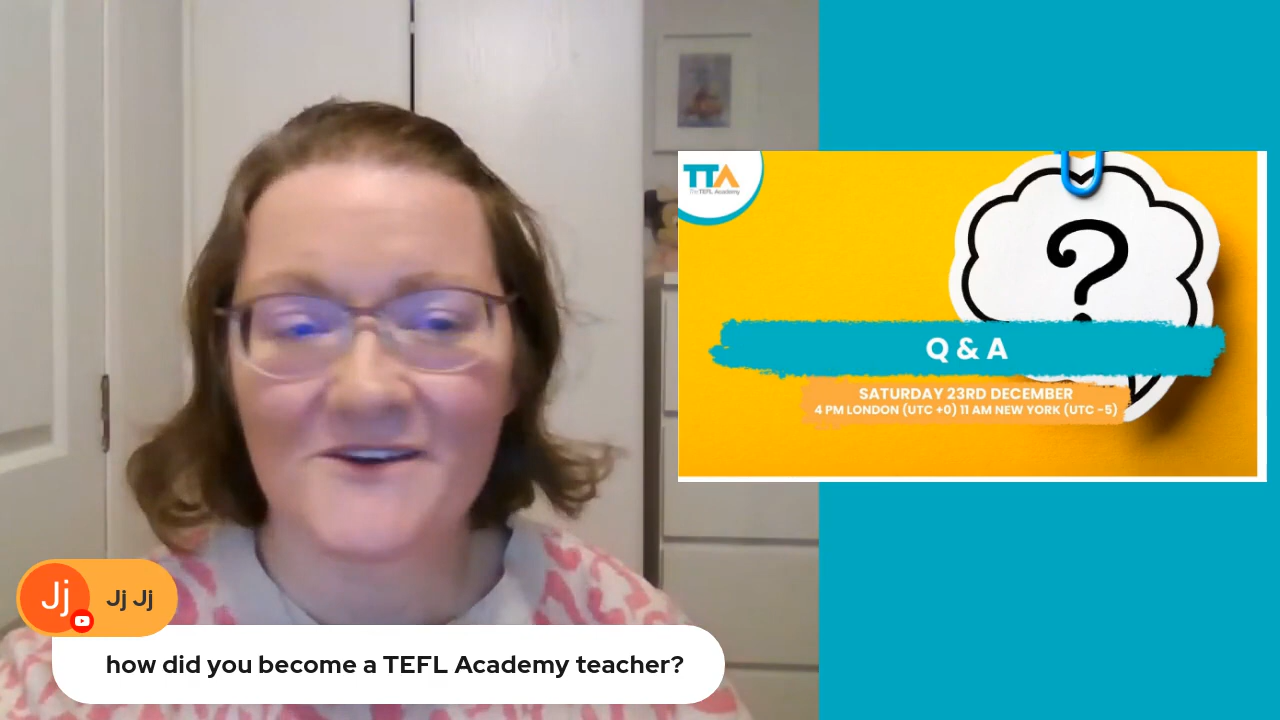 TTA
The TEFL Academy
?
Q & A
SATURDAY 23RD DECEMBER
4 PM LONDON (UTC +0) 11 AM NEW YORK (UTC -5)
Jj
Jj Jj
how did you become a TEFL Academy teacher?